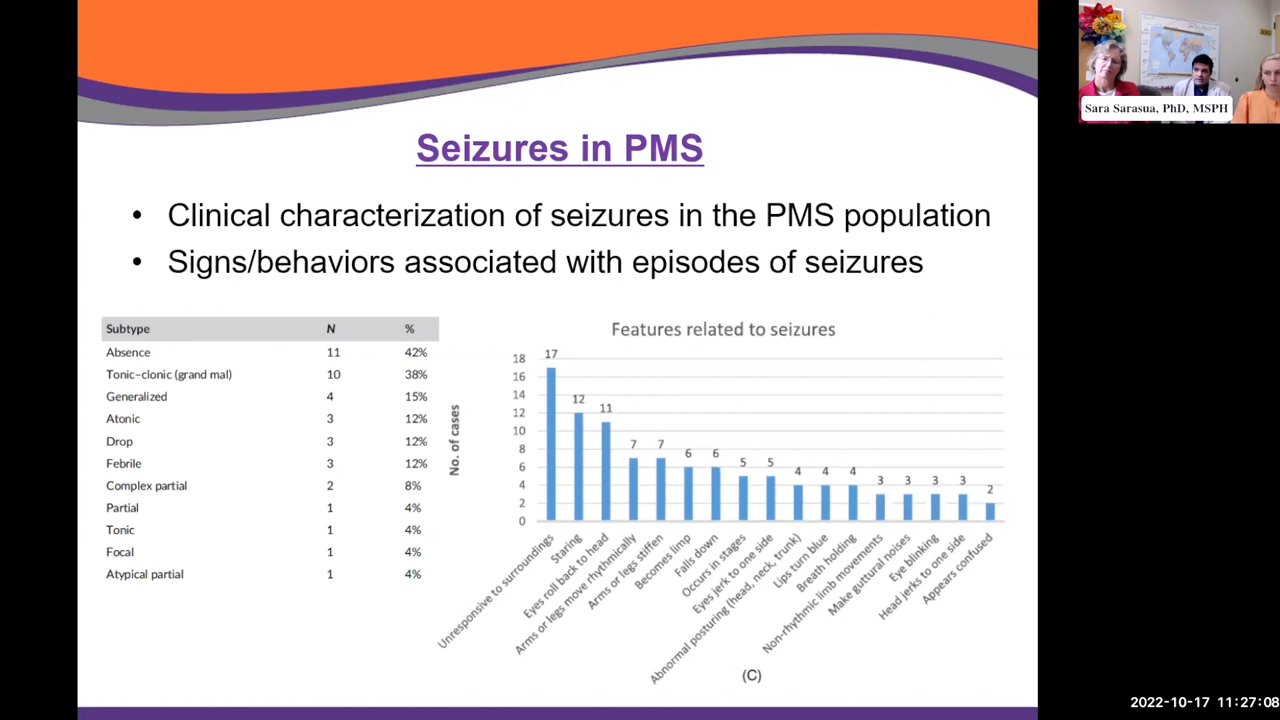 Sara Sarasua, PhD, MSPH
Seizures in PMS
• Clinical characterization of seizures in the PMS population
• Signs/behaviors associated with episodes of seizures
Subtype N %
Absence 11 42%
Tonic–clonic (grand mal) 10 38%
Generalized 4 15%
Atonic 3 12%
Drop 3 12%
Febrile 3 12%
Complex partial 2 8%
Partial 1 4%
Tonic 1 4%
Focal 1 4%
Atypical partial 1 4%
Features related to seizures
No. of cases
18
16
14
12
10
8
6
4
2
0
17
12
11
7
7
6
6
5
5
4
4
4
3
3
3
3
2
Unresponsive to surroundings
Staring
Eyes roll back to head
Arms or legs move rhythmically
Arms or legs stiffen
Becomes limp
Falls down
Occurs in stages
Eyes jerk to one side
Abnormal posturing (head, neck, trunk)
Lips turn blue
Breath holding
Non-rhythmic limb movements
Make guttural noises
Eye blinking
Head jerks to one side
Appears confused
(C)
2022-10-17 11:27:08